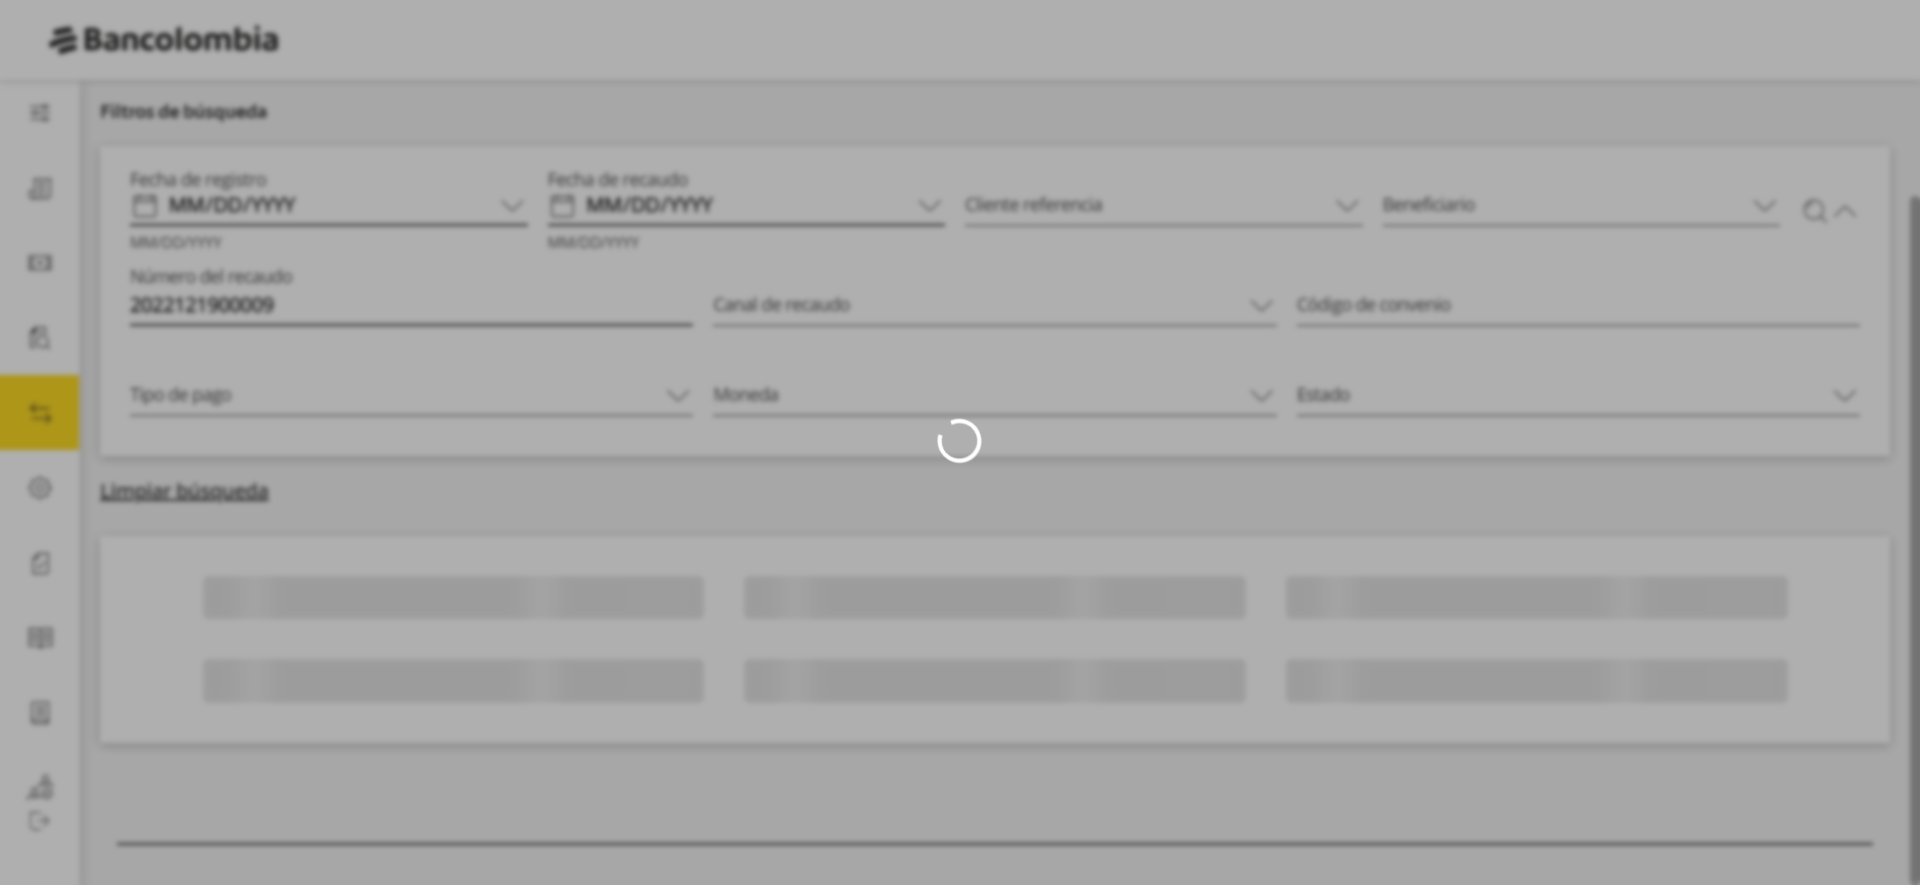 Bancolombia
Filtros de búsqueda
Fecha de registro
MM/DD/YYYY
MM/DD/YYYY
Fecha de recaudo
MM/DD/YYYY
MM/DD/YYYY
Cliente referencia
Beneficiario
Número del recaudo
2022121900009
Canal de recaudo
Código de convenio
Tipo de pago
Moneda
Estado
Limpiar búsqueda